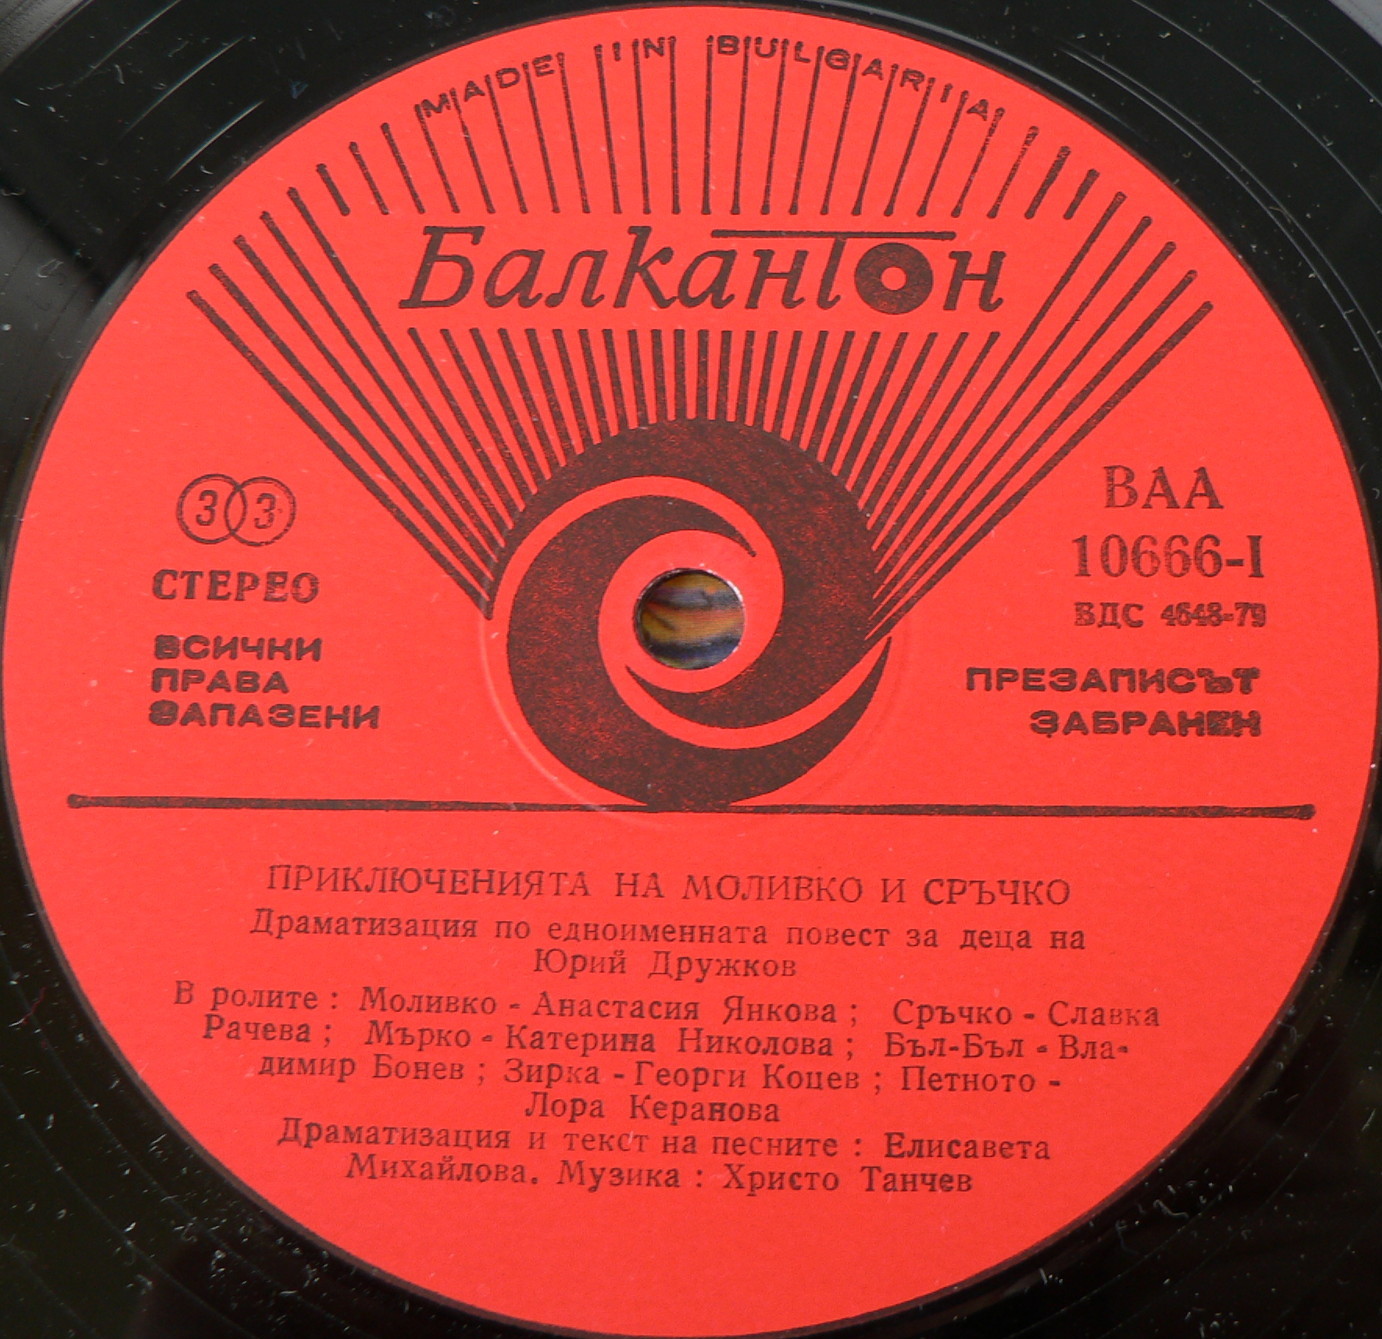 MADE IN BULGARIA
Балкантон
33
СТЕРЕО
ВСИЧКИ
ПРАВА
ЗАПАЗЕНИ
ВАА
10666-I
БДС 4648-79
ПРЕЗАПИСЪТ
ЗАБРАНЕН
ПРИКЛЮЧЕНИЯТА НА МОЛИВКО И СРЪЧКО
Драматизация по едноименната повест за деца на
Юрий Дружков
В ролите : Моливко - Анастасия Янкова ; Сръчко - Славка
Рачева ; Мърко - Катерина Николова ; Бъл-Бъл - Вла-
димир Бонев ; Зирка - Георги Коцев ; Петното -
Лора Керанова
Драматизация и текст на песните : Елисавета
Михайлова. Музика : Христо Танчев